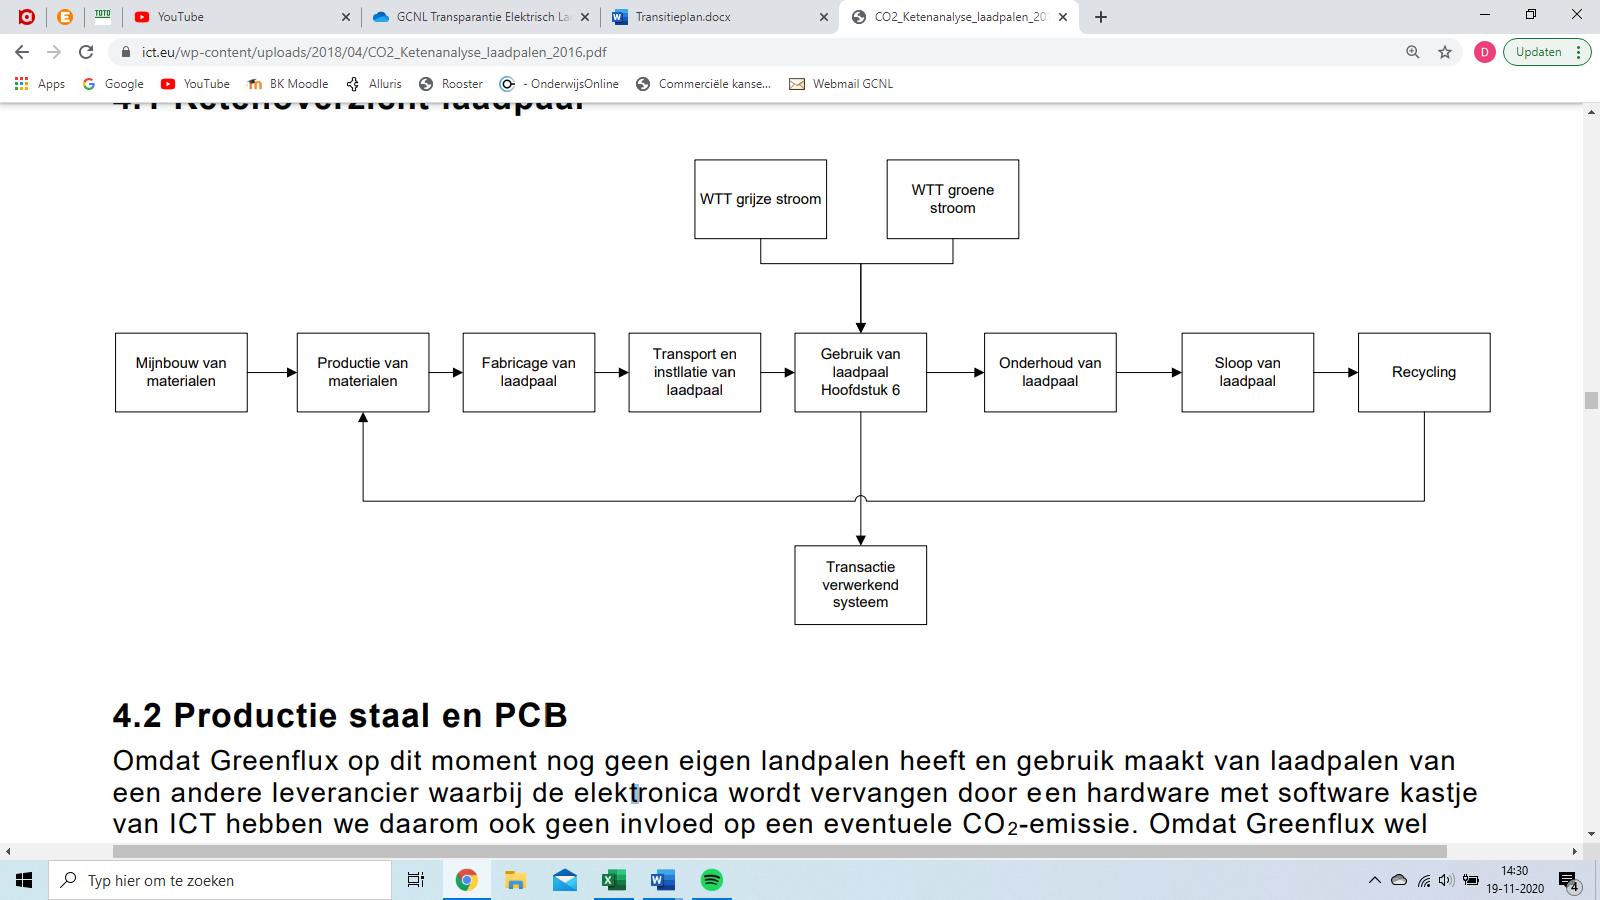 TOTO
YouTube
GCNL Transparantie Elektrisch La
Transitieplan.docx
CO2_Ketenanalyse_laadpalen_20
ict.eu/wp-content/uploads/2018/04/CO2_Ketenanalyse_laadpalen_2016.pdf
D
Updaten
Apps
Google
YouTube
BK Moodle
Alluris
Rooster
- OnderwijsOnline
Commerciële kanse...
Webmail GCNL
4.1 Ketenoverzicht laadpaal
WTT grijze stroom
WTT groene
stroom
Mijnbouw van
materialen
Productie van
materialen
Fabricage van
laadpaal
Transport en
instllatie van
laadpaal
Gebruik van
laadpaal
Hoofdstuk 6
Onderhoud van
laadpaal
Sloop van
laadpaal
Recycling
Transactie
verwerkend
systeem
4.2 Productie staal en PCB
Omdat Greenflux op dit moment nog geen eigen landpalen heeft en gebruik maakt van laadpalen van
een andere leverancier waarbij de elektronica wordt vervangen door een hardware met software kastje
van ICT hebben we daarom ook geen invloed op een eventuele CO₂-emissie. Omdat Greenflux wel
Typ hier om te zoeken
14:30
19-11-2020
4